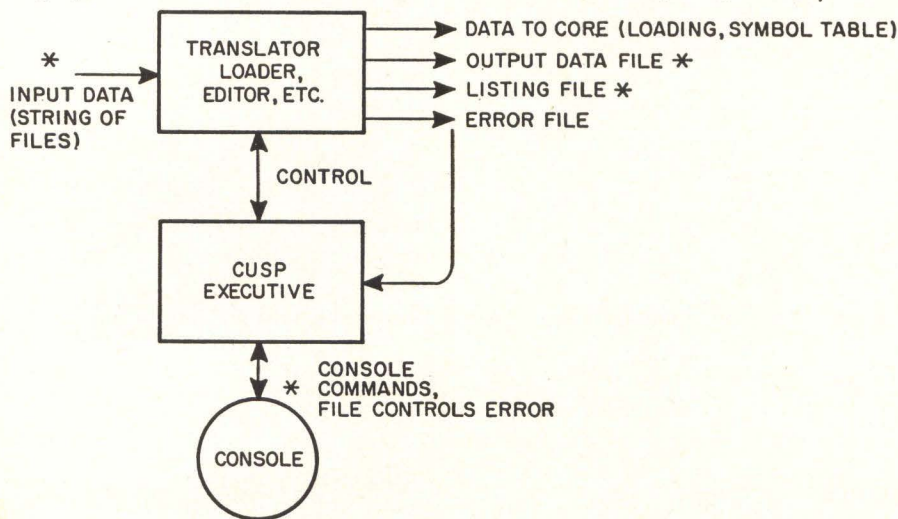 TRANSLATOR
LOADER,
EDITOR, ETC.
*
INPUT DATA
(STRING OF
FILES)
DATA TO CORE (LOADING, SYMBOL TABLE)
OUTPUT DATA FILE *
LISTING FILE *
ERROR FILE
CONTROL
CUSP
EXECUTIVE
* CONSOLE
COMMANDS,
FILE CONTROLS ERROR
CONSOLE